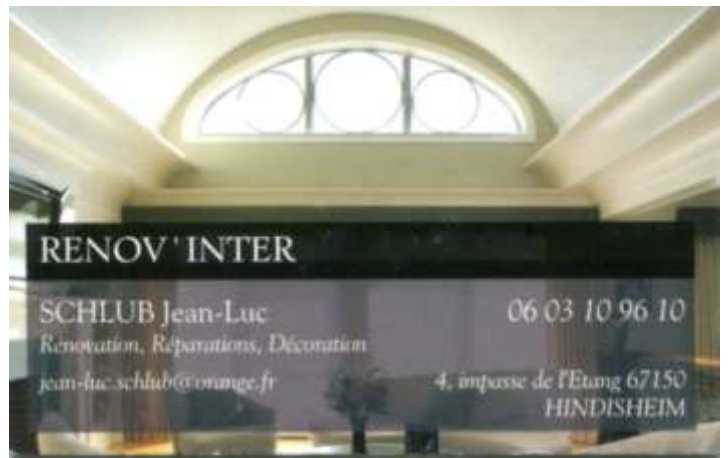 RENOV'INTER
SCHLUB Jean-Luc
06 03 10 96 10
Renovation, Réparations, Décoration
jean-luc.schlub@orange.fr
4, impasse de l'Etang 67150
HINDISHEIM